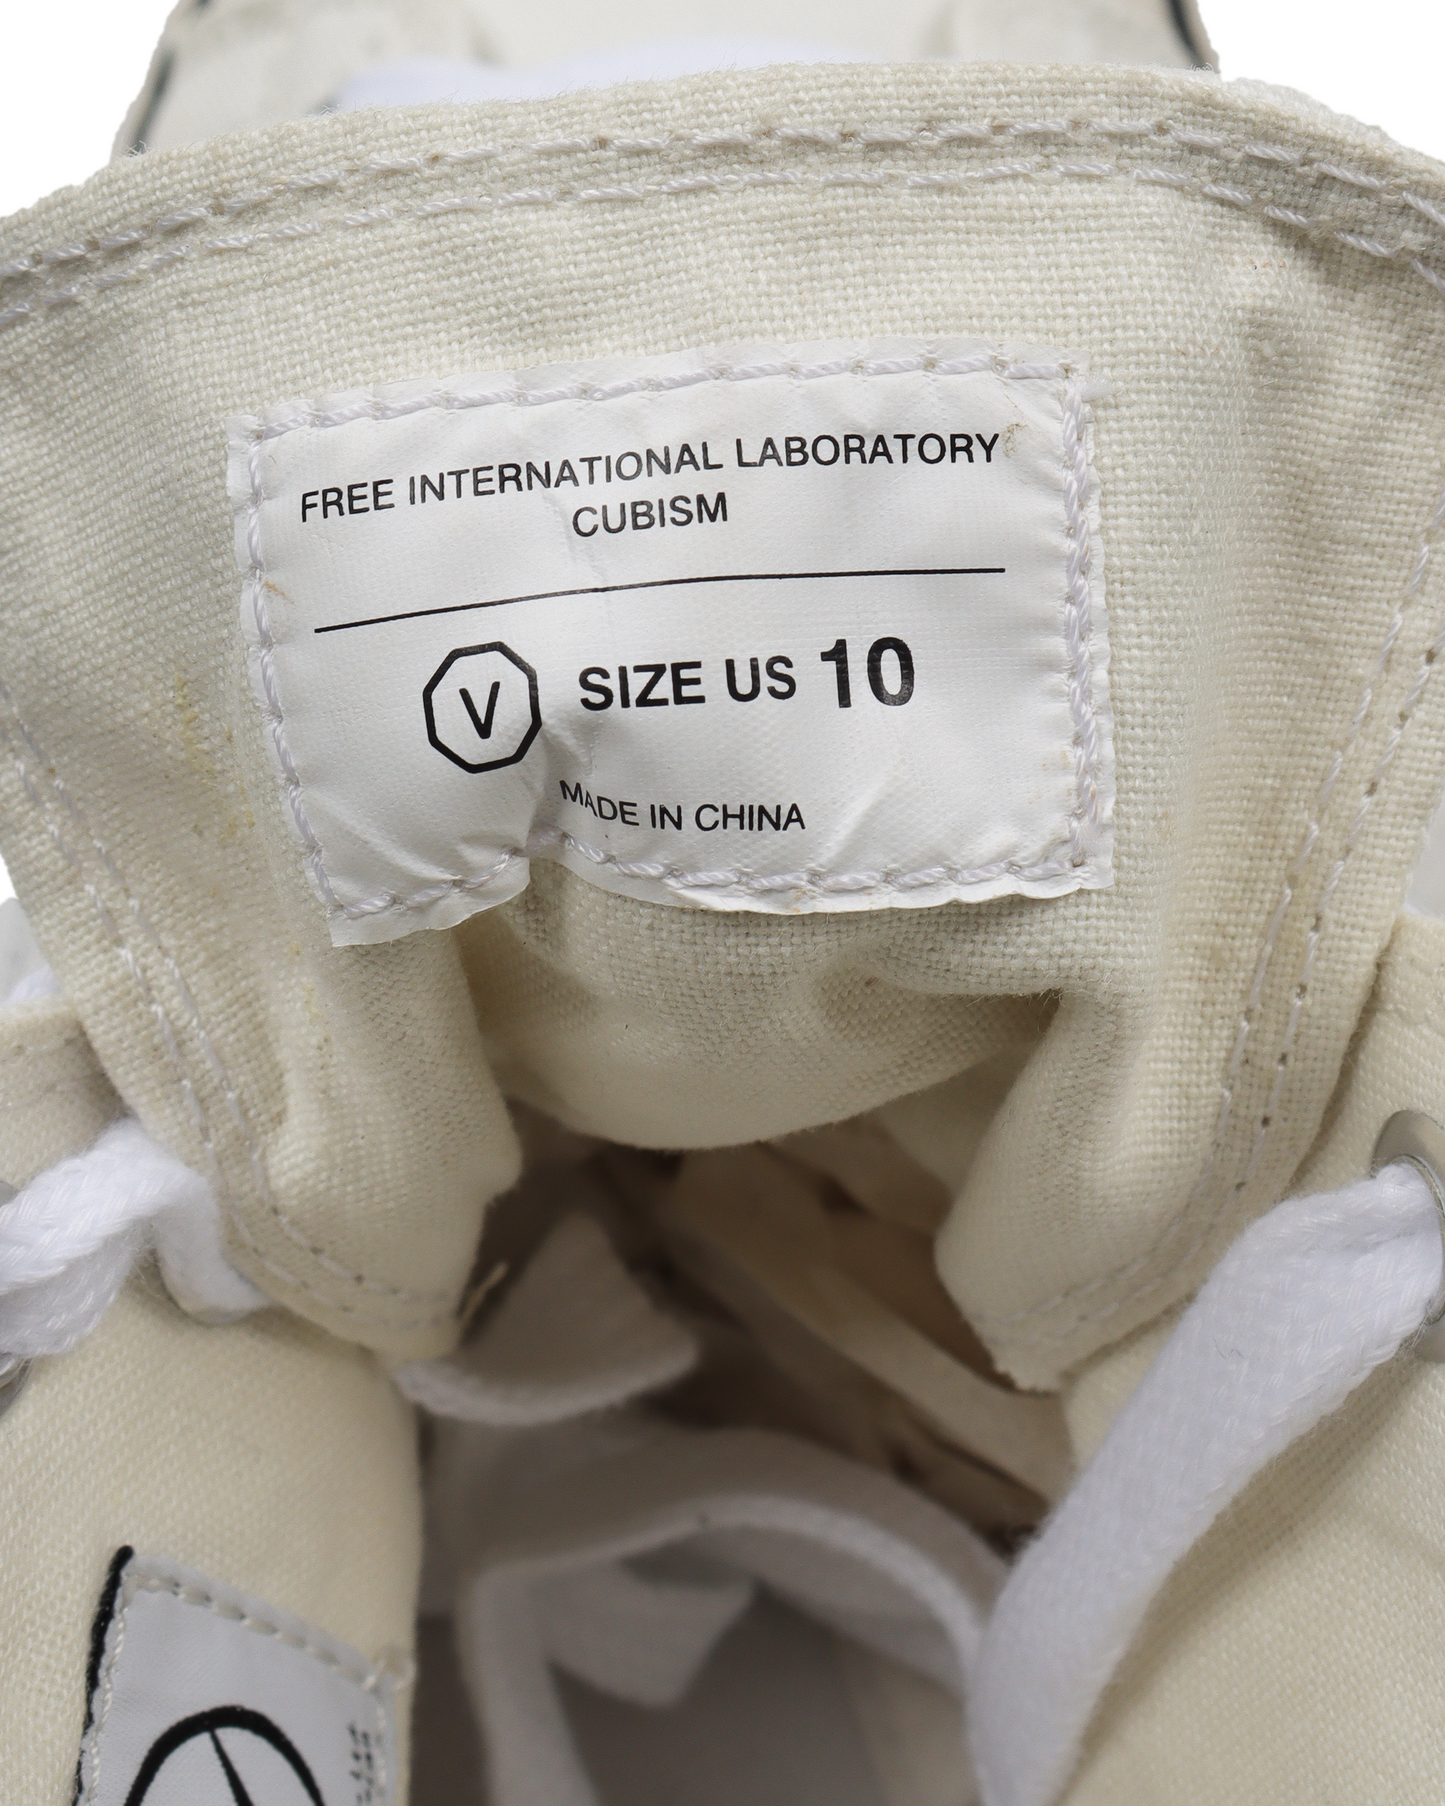 FREE INTERNATIONAL LABORATORY
CUBISM
V SIZE US 10
MADE IN CHINA